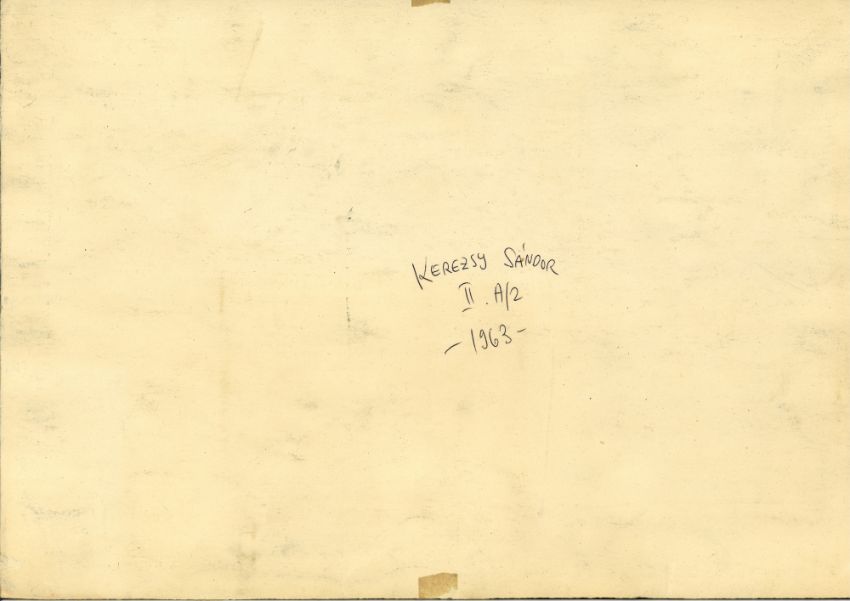 KEREZSY SÁNDOR
II. A/2
- 1963 -